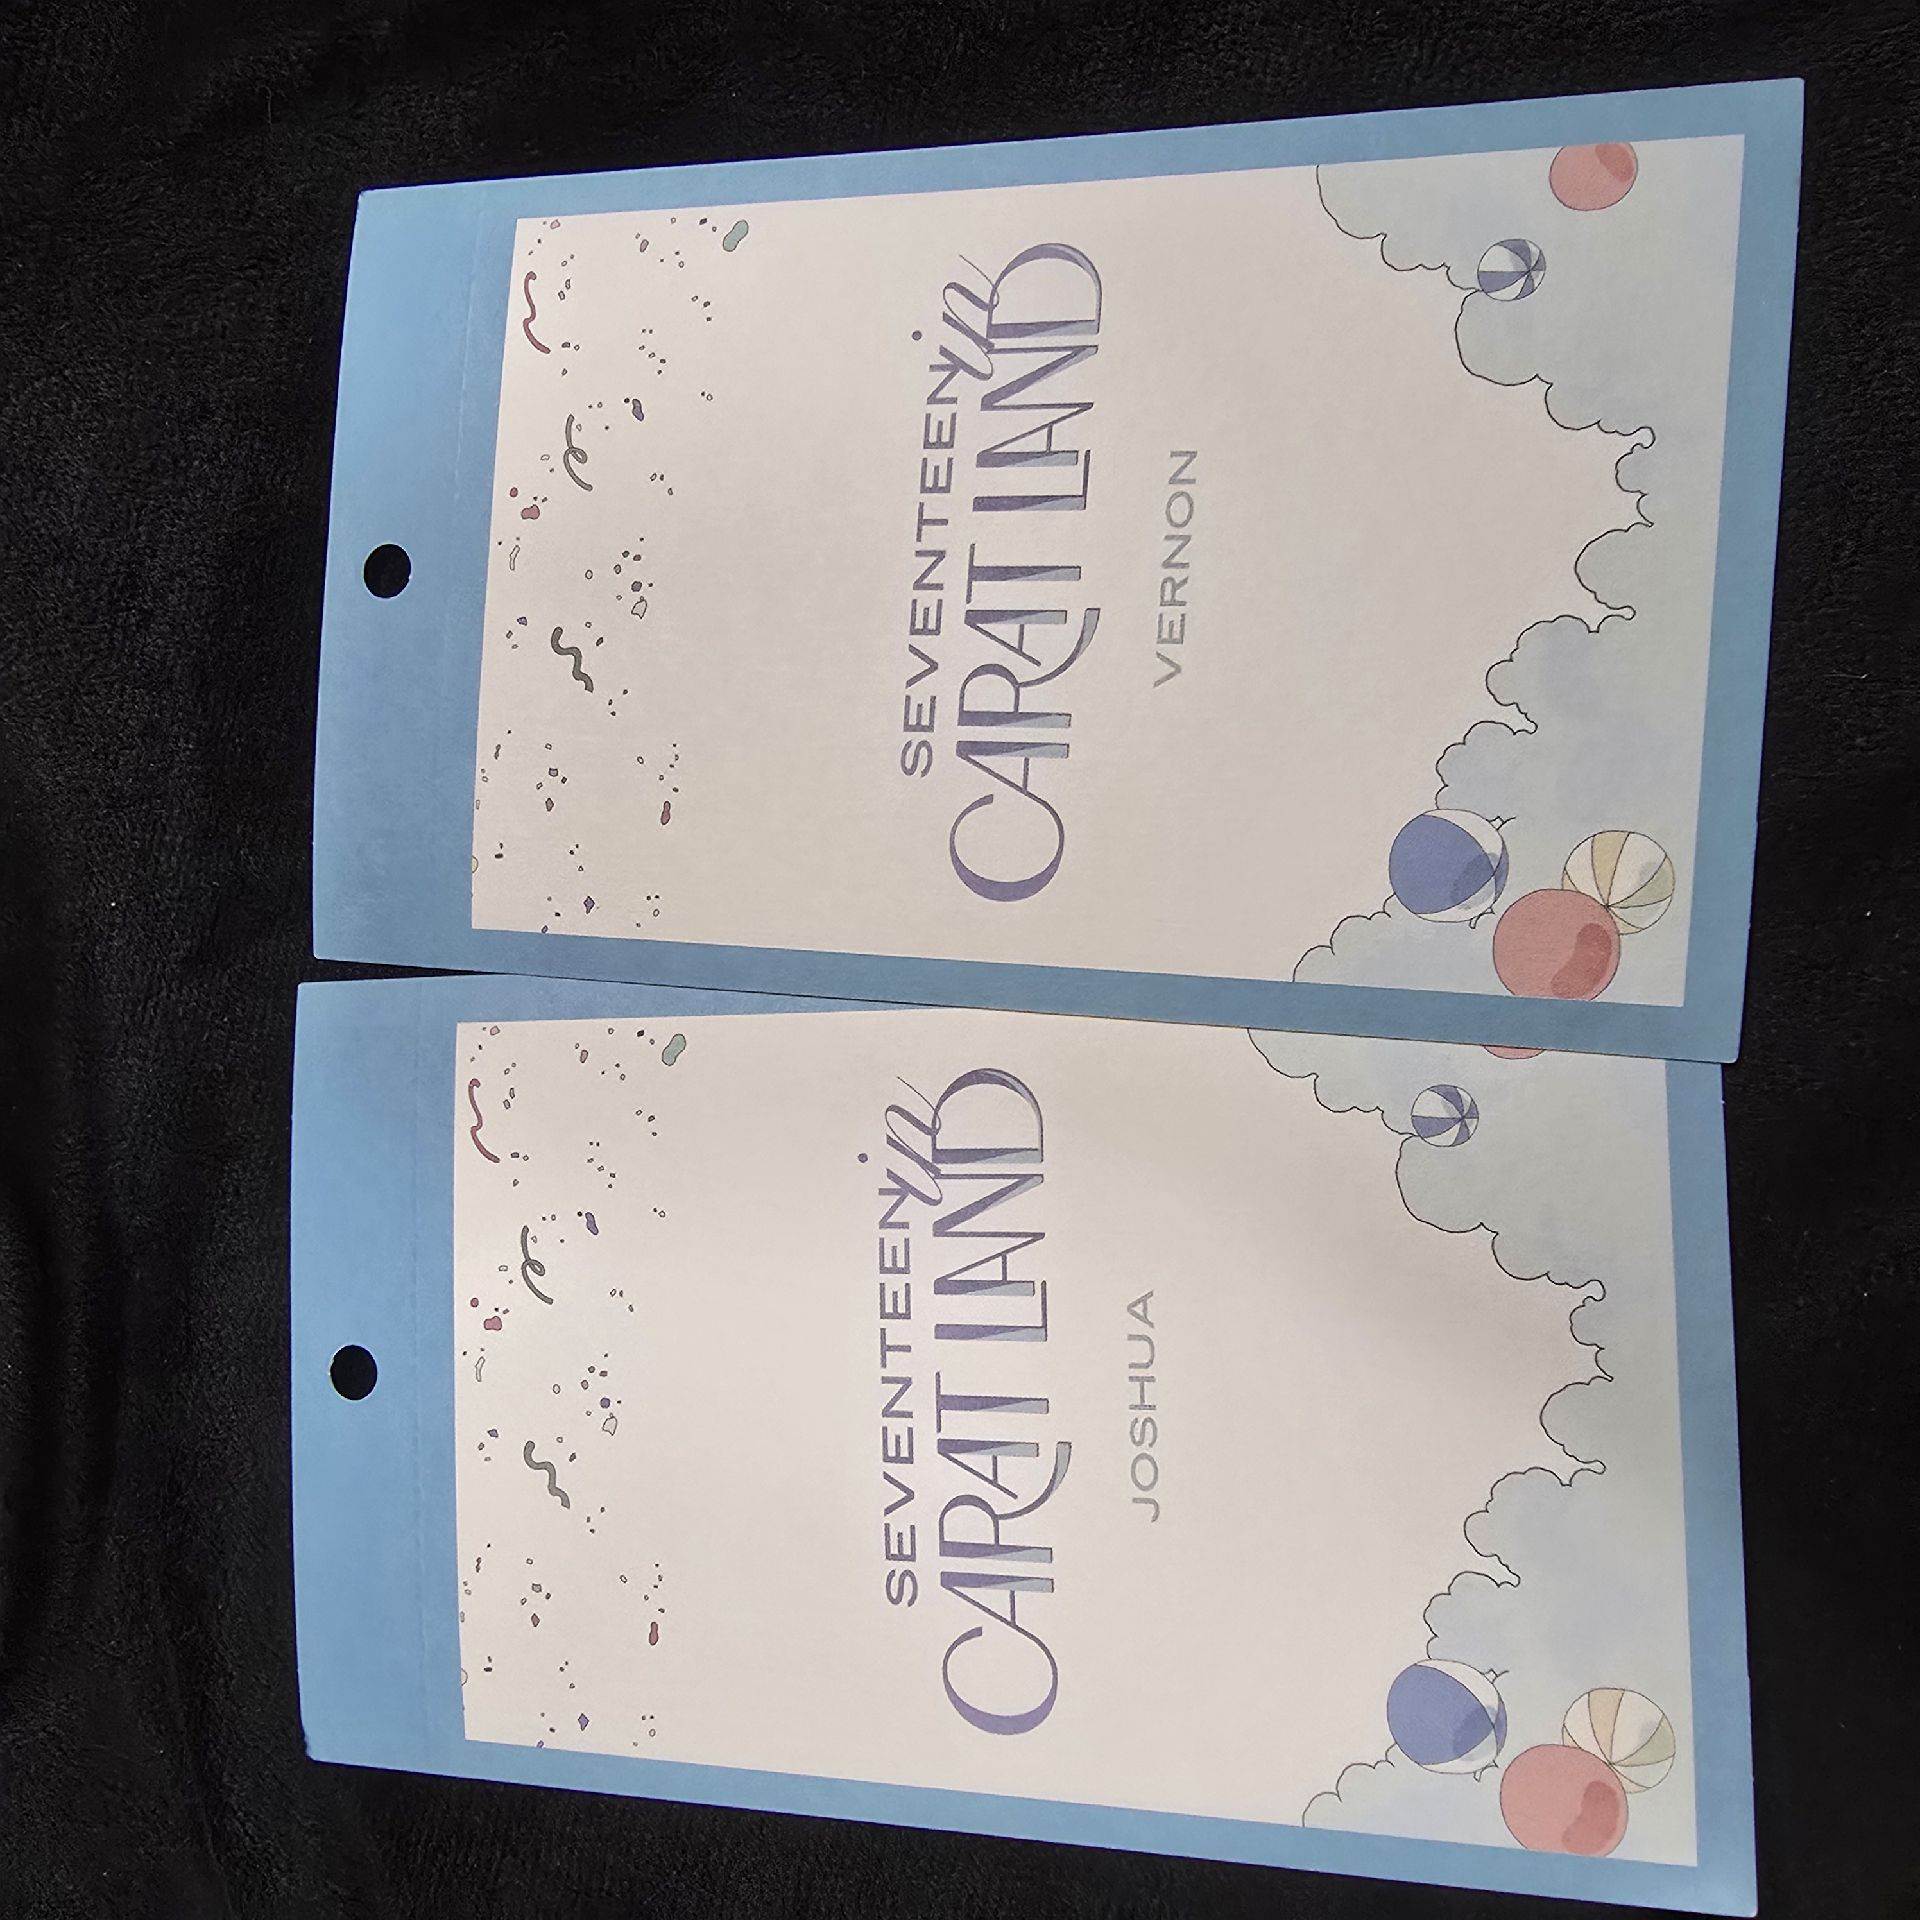 SEVENTEEN in
CARAT LAND
JOSHUA
SEVENTEEN in
CARAT LAND
VERNON